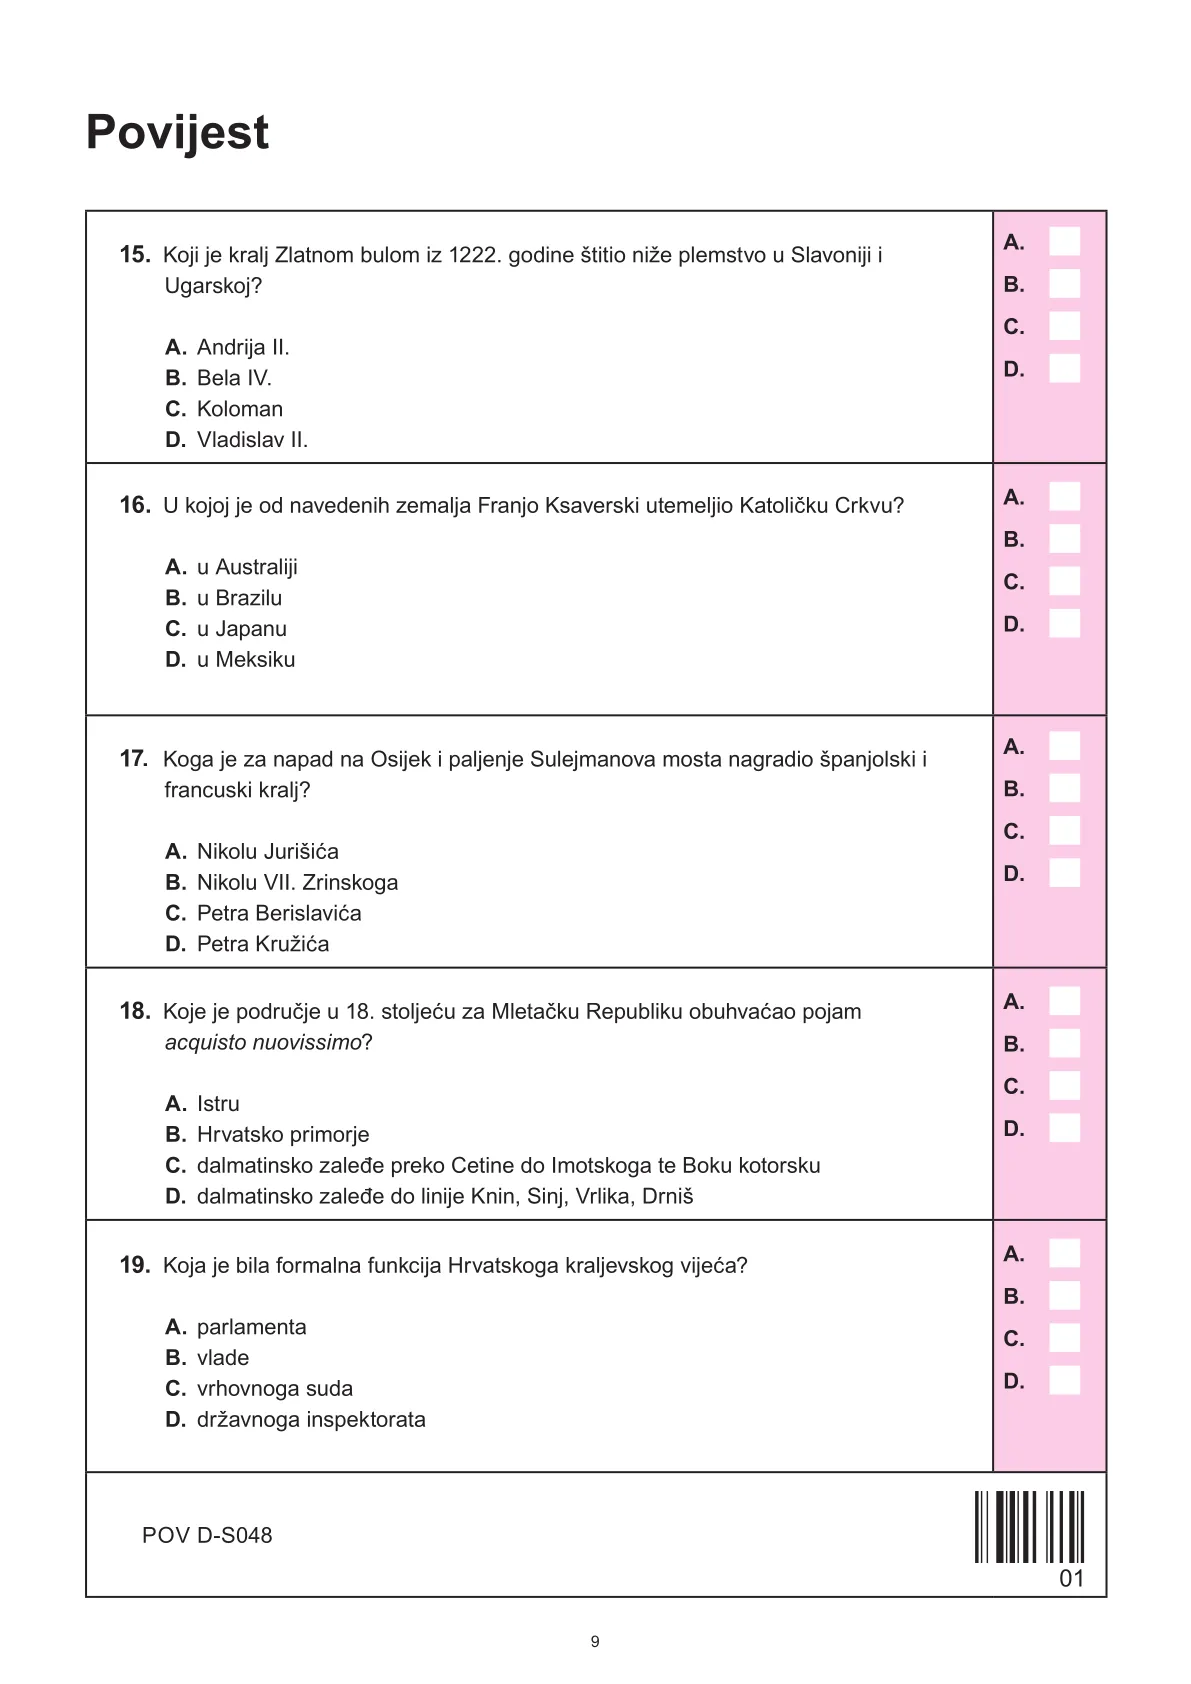 Povijest
15. Koji je kralj Zlatnom bulom iz 1222. godine štitio niže plemstvo u Slavoniji i
Ugarskoj?
A. Andrija II.
B. Bela IV.
C. Koloman
D. Vladislav II.
A.
B.
C.
D.
16. U kojoj je od navedenih zemalja Franjo Ksaverski utemeljio Katoličku Crkvu?
A. u Australiji
B. u Brazilu
C. u Japanu
D. u Meksiku
A.
B.
C.
D.
17. Koga je za napad na Osijek i paljenje Sulejmanova mosta nagradio španjolski i
francuski kralj?
A. Nikolu Jurišića
B. Nikolu VII. Zrinskoga
C. Petra Berislavića
D. Petra Kružića
A.
B.
C.
D.
18. Koje je područje u 18. stoljeću za Mletačku Republiku obuhvaćao pojam
acquisto nuovissimo?
A. Istru
B. Hrvatsko primorje
C. dalmatinsko zaleđe preko Cetine do Imotskoga te Boku kotorsku
D. dalmatinsko zaleđe do linije Knin, Sinj, Vrlika, Drniš
A.
B.
C.
D.
19. Koja je bila formalna funkcija Hrvatskoga kraljevskog vijeća?
A. parlamenta
B. vlade
C. vrhovnoga suda
D. državnoga inspektorata
A.
B.
C.
D.
POV D-S048
01
9